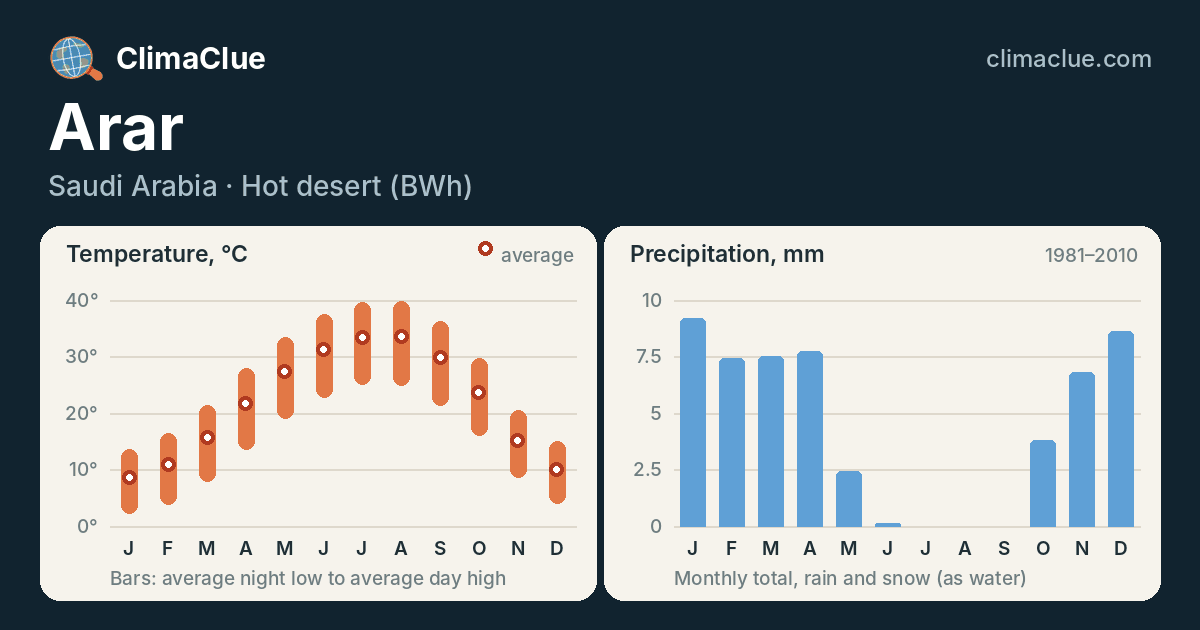 ClimaClue
climaclue.com
Arar
Saudi Arabia · Hot desert (BWh)
Temperature, °C
average
40°
30°
20°
10°
0°
J F M A M J J A S O N D
Bars: average night low to average day high
Precipitation, mm
1981–2010
10
7.5
5
2.5
0
J F M A M J J A S O N D
Monthly total, rain and snow (as water)